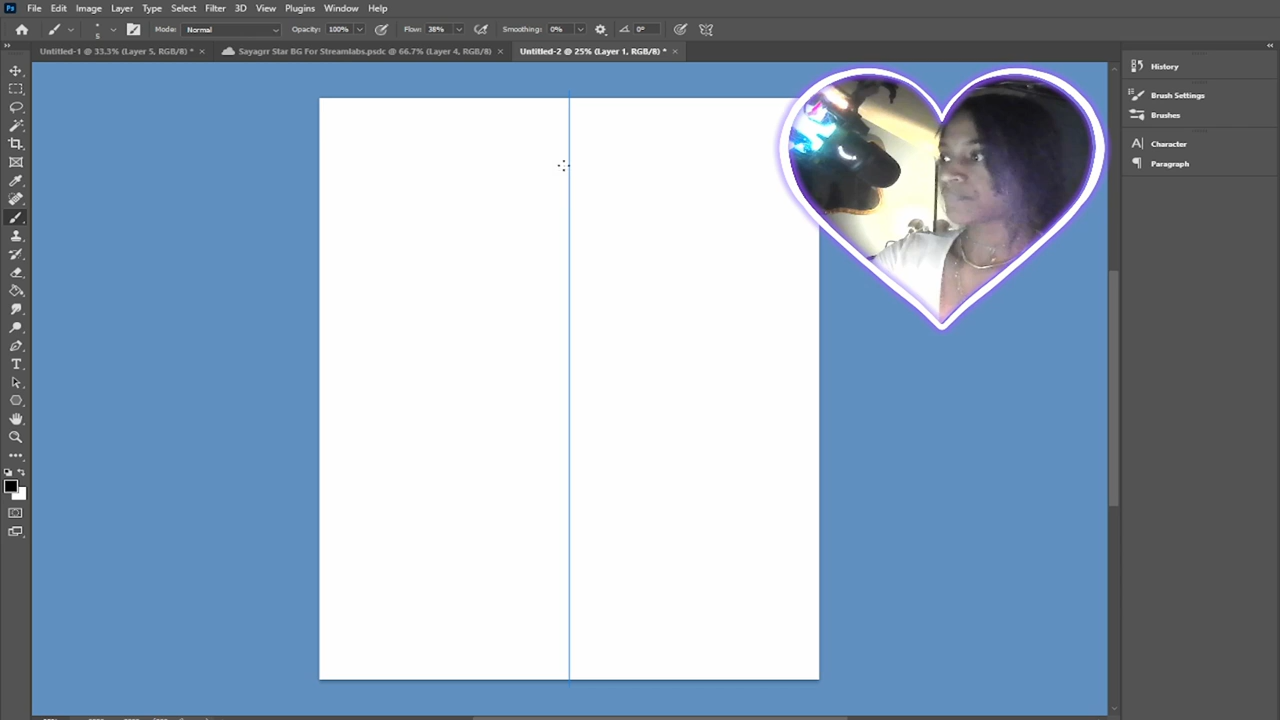 Ps File Edit Image Layer Type Select Filter 3D View Plugins Window Help
5 Mode: Normal Opacity: 100% Flow: 38% Smoothing: 0% 0°
Untitled-1 @ 33.3% (Layer 5, RGB/8) * × Sayagrr Star BG For Streamlabs.psdc @ 66.7% (Layer 4, RGB/8) × Untitled-2 @ 25% (Layer 1, RGB/8) * ×
History
Brush Settings
Brushes
Character
Paragraph